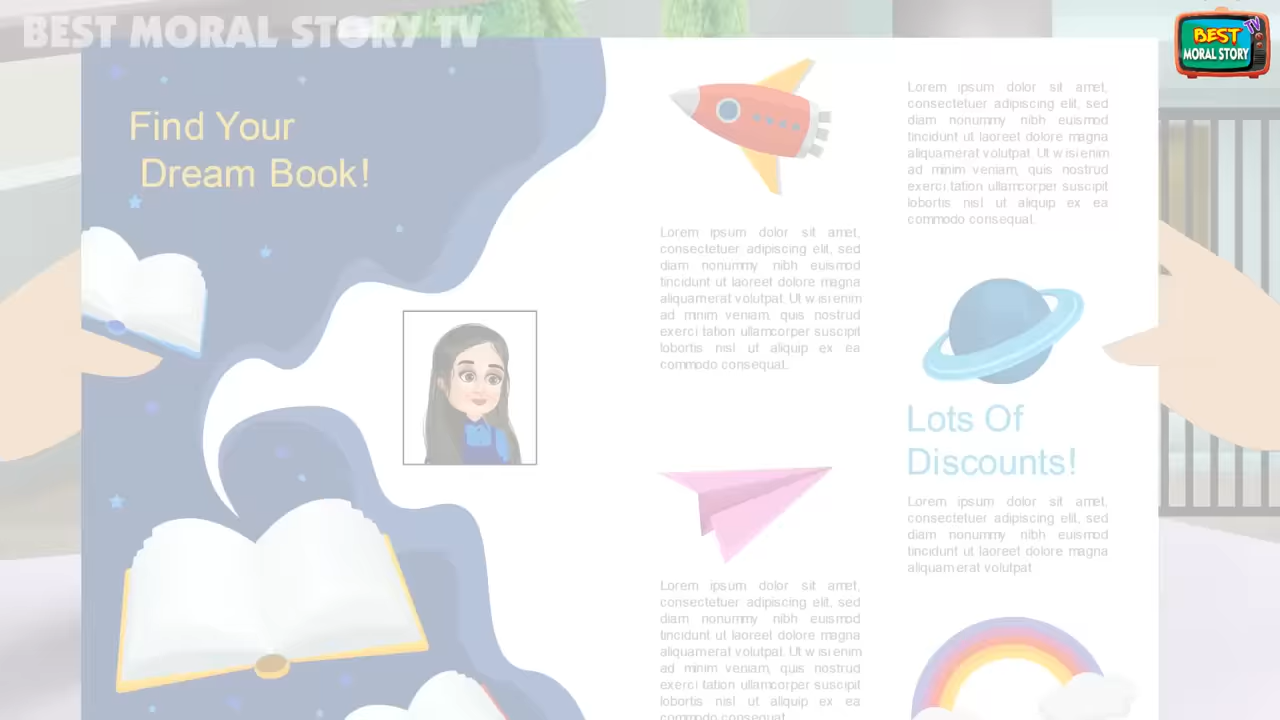 BEST MORAL STORY TV
BEST TV
MORAL STORY
Find Your
Dream Book!
Lorem ipsum dolor sit amet,
consectetuer adipiscing elit, sed
diam nonummy nibh euismod
tincidunt ut laoreet dolore magna
aliquamerat volutpat. Ut wisienim
ad minim veniam, quis nostrud
exerci tation ullamcorper suscipit
lobortis nisl ut aliquip ex ea
commodo consequat.
Lorem ipsum dolor sit amet,
consectetuer adipiscing elit, sed
diam nonummy nibh euismod
tincidunt ut laoreet dolore magna
aliquamerat volutpat. Ut wisienim
ad minim veniam, quis nostrud
exerci tation ullamcorper suscipit
lobortis nisl ut aliquip ex ea
commodo consequat
Lorem ipsum dolor sit amet,
consectetuer adipiscing elit, sed
diam nonummy nibh euismod
tincidunt ut laoreet dolore magna
aliquamerat volutpat. Ut wisienim
ad minim veniam, quis nostrud
exerci tation ullamcorper suscipit
lobortis nisl ut aliquip ex ea
commodo consequat.
Lots Of
Discounts!
Lorem ipsum dolor sit amet,
consectetuer adipiscing elit, sed
diam nonummy nibh euismod
tincidunt ut laoreet dolore magna
aliquam erat volutpat